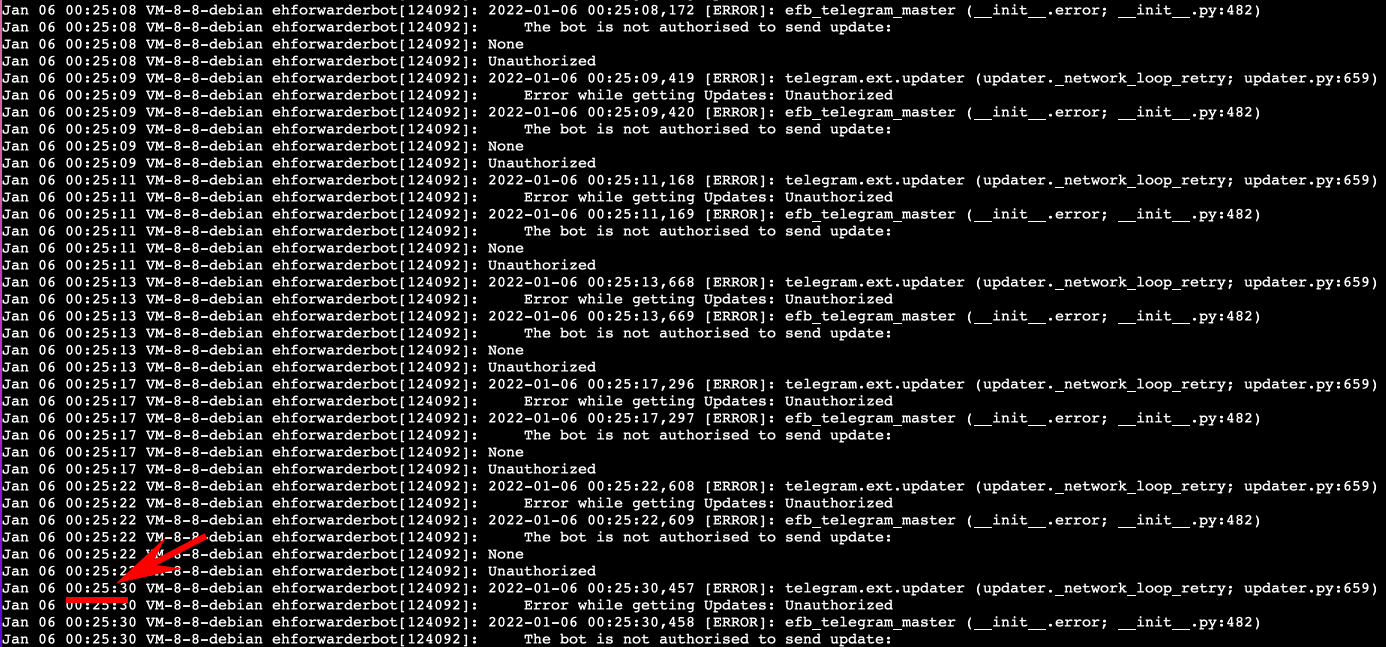 Jan 06 00:25:08 VM-8-8-debian ehforwarderbot[124092]: 2022-01-06 00:25:08,172 [ERROR]: efb_telegram_master (__init__.error; __init__.py:482)
Jan 06 00:25:08 VM-8-8-debian ehforwarderbot[124092]:     The bot is not authorised to send update:
Jan 06 00:25:08 VM-8-8-debian ehforwarderbot[124092]: None
Jan 06 00:25:08 VM-8-8-debian ehforwarderbot[124092]: Unauthorized
Jan 06 00:25:09 VM-8-8-debian ehforwarderbot[124092]: 2022-01-06 00:25:09,419 [ERROR]: telegram.ext.updater (updater._network_loop_retry; updater.py:659)
Jan 06 00:25:09 VM-8-8-debian ehforwarderbot[124092]:     Error while getting Updates: Unauthorized
Jan 06 00:25:09 VM-8-8-debian ehforwarderbot[124092]: 2022-01-06 00:25:09,420 [ERROR]: efb_telegram_master (__init__.error; __init__.py:482)
Jan 06 00:25:09 VM-8-8-debian ehforwarderbot[124092]:     The bot is not authorised to send update:
Jan 06 00:25:09 VM-8-8-debian ehforwarderbot[124092]: None
Jan 06 00:25:09 VM-8-8-debian ehforwarderbot[124092]: Unauthorized
Jan 06 00:25:11 VM-8-8-debian ehforwarderbot[124092]: 2022-01-06 00:25:11,168 [ERROR]: telegram.ext.updater (updater._network_loop_retry; updater.py:659)
Jan 06 00:25:11 VM-8-8-debian ehforwarderbot[124092]:     Error while getting Updates: Unauthorized
Jan 06 00:25:11 VM-8-8-debian ehforwarderbot[124092]: 2022-01-06 00:25:11,169 [ERROR]: efb_telegram_master (__init__.error; __init__.py:482)
Jan 06 00:25:11 VM-8-8-debian ehforwarderbot[124092]:     The bot is not authorised to send update:
Jan 06 00:25:11 VM-8-8-debian ehforwarderbot[124092]: None
Jan 06 00:25:11 VM-8-8-debian ehforwarderbot[124092]: Unauthorized
Jan 06 00:25:13 VM-8-8-debian ehforwarderbot[124092]: 2022-01-06 00:25:13,668 [ERROR]: telegram.ext.updater (updater._network_loop_retry; updater.py:659)
Jan 06 00:25:13 VM-8-8-debian ehforwarderbot[124092]:     Error while getting Updates: Unauthorized
Jan 06 00:25:13 VM-8-8-debian ehforwarderbot[124092]: 2022-01-06 00:25:13,669 [ERROR]: efb_telegram_master (__init__.error; __init__.py:482)
Jan 06 00:25:13 VM-8-8-debian ehforwarderbot[124092]:     The bot is not authorised to send update:
Jan 06 00:25:13 VM-8-8-debian ehforwarderbot[124092]: None
Jan 06 00:25:13 VM-8-8-debian ehforwarderbot[124092]: Unauthorized
Jan 06 00:25:17 VM-8-8-debian ehforwarderbot[124092]: 2022-01-06 00:25:17,296 [ERROR]: telegram.ext.updater (updater._network_loop_retry; updater.py:659)
Jan 06 00:25:17 VM-8-8-debian ehforwarderbot[124092]:     Error while getting Updates: Unauthorized
Jan 06 00:25:17 VM-8-8-debian ehforwarderbot[124092]: 2022-01-06 00:25:17,297 [ERROR]: efb_telegram_master (__init__.error; __init__.py:482)
Jan 06 00:25:17 VM-8-8-debian ehforwarderbot[124092]:     The bot is not authorised to send update:
Jan 06 00:25:17 VM-8-8-debian ehforwarderbot[124092]: None
Jan 06 00:25:17 VM-8-8-debian ehforwarderbot[124092]: Unauthorized
Jan 06 00:25:22 VM-8-8-debian ehforwarderbot[124092]: 2022-01-06 00:25:22,608 [ERROR]: telegram.ext.updater (updater._network_loop_retry; updater.py:659)
Jan 06 00:25:22 VM-8-8-debian ehforwarderbot[124092]:     Error while getting Updates: Unauthorized
Jan 06 00:25:22 VM-8-8-debian ehforwarderbot[124092]: 2022-01-06 00:25:22,609 [ERROR]: efb_telegram_master (__init__.error; __init__.py:482)
Jan 06 00:25:22 VM-8-8-debian ehforwarderbot[124092]:     The bot is not authorised to send update:
Jan 06 00:25:22 VM-8-8-debian ehforwarderbot[124092]: None
Jan 06 00:25:22 VM-8-8-debian ehforwarderbot[124092]: Unauthorized
Jan 06 00:25:30 VM-8-8-debian ehforwarderbot[124092]: 2022-01-06 00:25:30,457 [ERROR]: telegram.ext.updater (updater._network_loop_retry; updater.py:659)
Jan 06 00:25:30 VM-8-8-debian ehforwarderbot[124092]:     Error while getting Updates: Unauthorized
Jan 06 00:25:30 VM-8-8-debian ehforwarderbot[124092]: 2022-01-06 00:25:30,458 [ERROR]: efb_telegram_master (__init__.error; __init__.py:482)
Jan 06 00:25:30 VM-8-8-debian ehforwarderbot[124092]:     The bot is not authorised to send update: